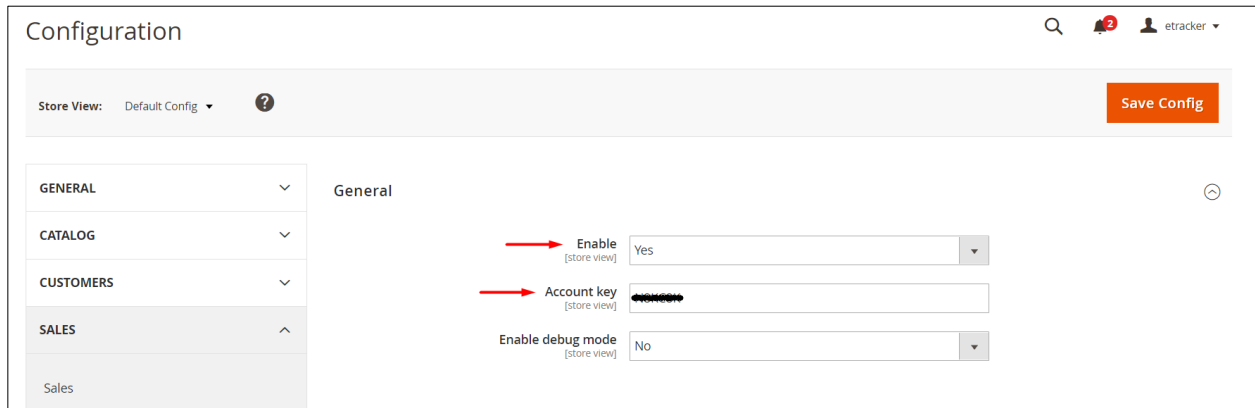 Configuration
2
etracker
Store View: Default Config
?
Save Config
GENERAL
General
CATALOG
Enable
[store view]
Yes
CUSTOMERS
Account key
[store view]
SALES
Enable debug mode
[store view]
No
Sales